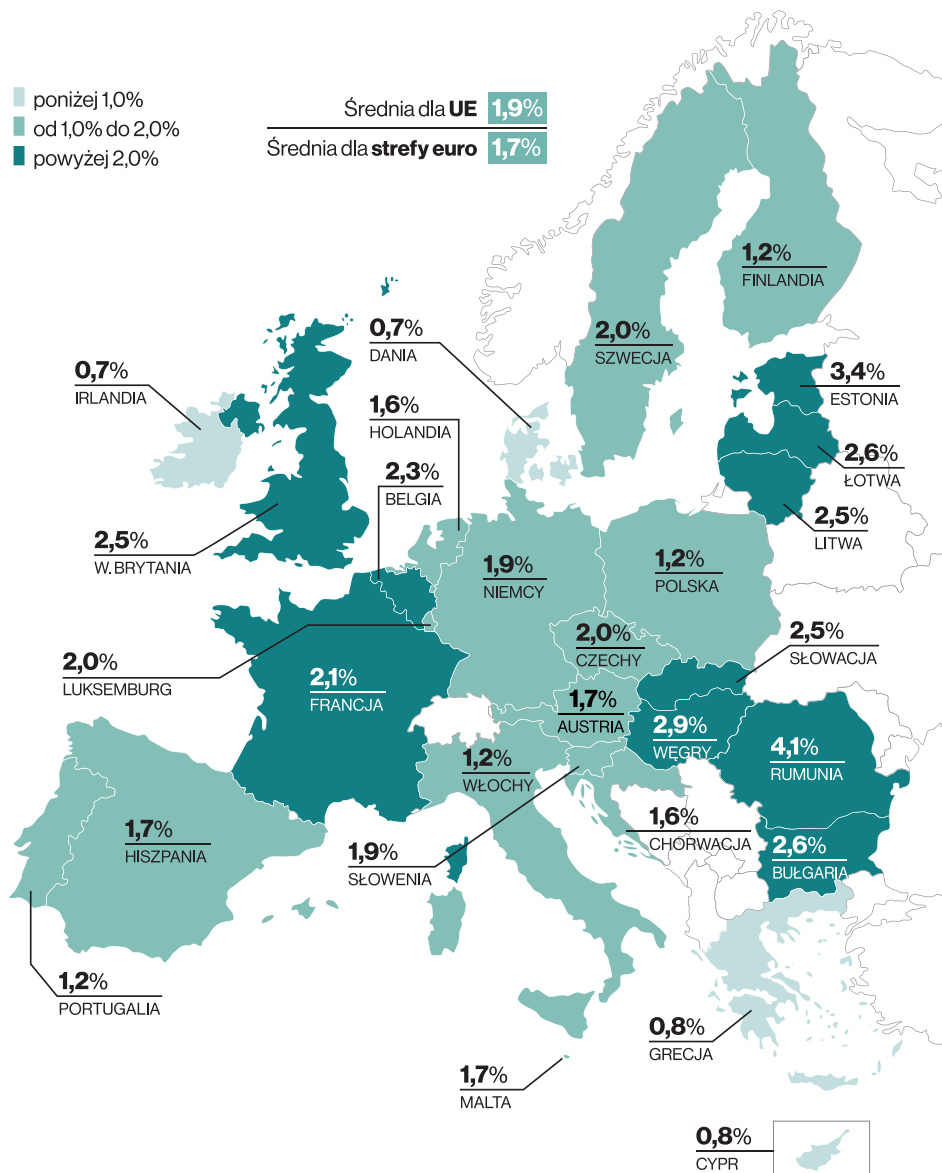 poniżej 1,0%
od 1,0% do 2,0%
powyżej 2,0%
Średnia dla UE 1,9%
Średnia dla strefy euro 1,7%
1,2%
FINLANDIA
2,0%
SZWECJA
0,7%
DANIA
0,7%
IRLANDIA
3,4%
ESTONIA
1,6%
HOLANDIA
2,6%
ŁOTWA
2,3%
BELGIA
2,5%
LITWA
2,5%
W. BRYTANIA
1,9%
NIEMCY
1,2%
POLSKA
2,0%
CZECHY
2,5%
SŁOWACJA
2,0%
LUKSEMBURG
2,1%
FRANCJA
1,7%
AUSTRIA
2,9%
WĘGRY
4,1%
RUMUNIA
1,2%
WŁOCHY
1,7%
HISZPANIA
1,9%
SŁOWENIA
1,6%
CHORWACJA
2,6%
BUŁGARIA
1,2%
PORTUGALIA
0,8%
GRECJA
1,7%
MALTA
0,8%
CYPR